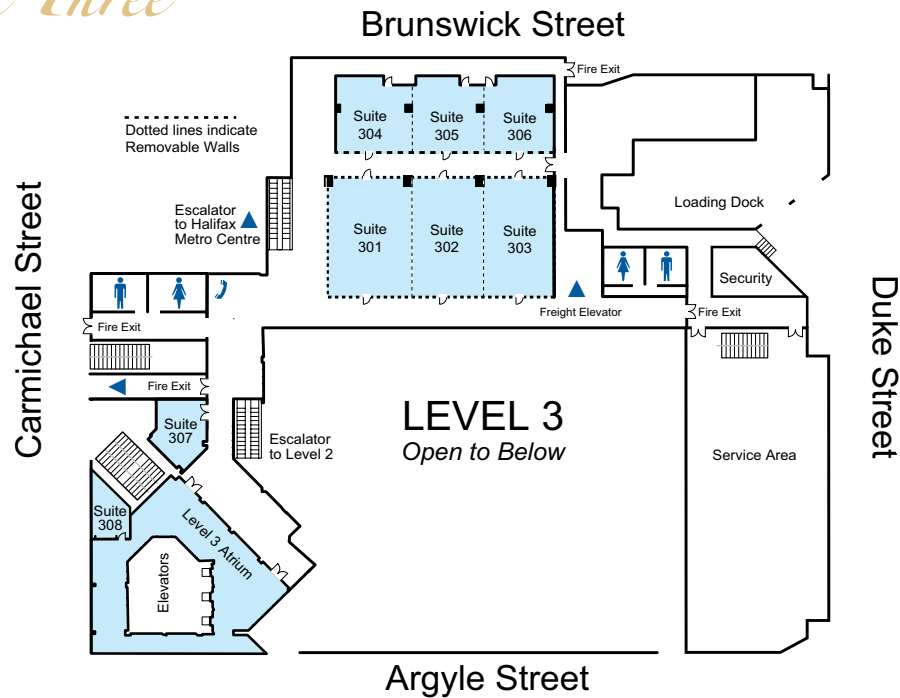 Three
Brunswick Street
Fire Exit
Dotted lines indicate
Removable Walls
Suite
304
Suite
305
Suite
306
Carmichael Street
Escalator
to Halifax
Metro Centre
Suite
301
Suite
302
Suite
303
Loading Dock
Security
Duke Street
Freight Elevator
Fire Exit
Fire Exit
Fire Exit
Suite
307
Escalator
to Level 2
LEVEL 3
Open to Below
Service Area
Suite
308
Level 3 Atrium
Elevators
Argyle Street